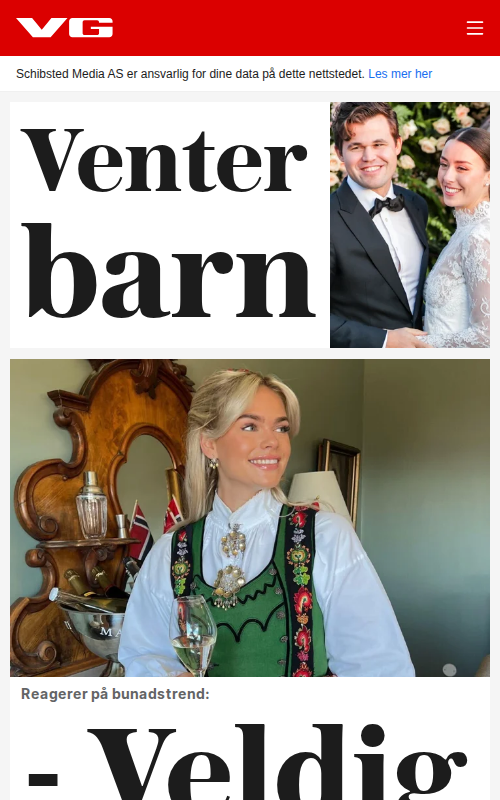 VG
Schibsted Media AS er ansvarlig for dine data på dette nettstedet. Les mer her
Venter
barn
Reagerer på bunadstrend:
- Veldig